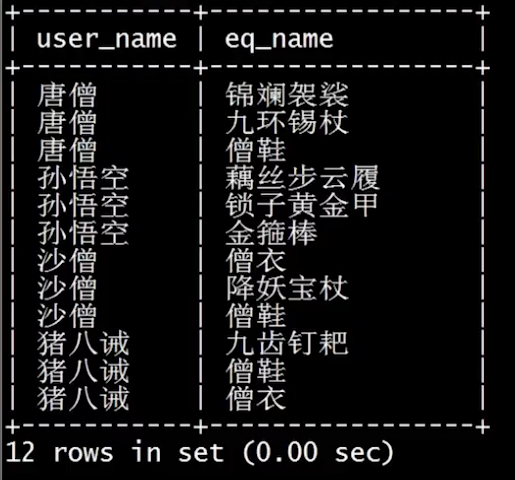 +-----------+-----------------+
| user_name | eq_name |
+-----------+-----------------+
| 唐僧 | 锦斓袈裟 |
| 唐僧 | 九环锡杖 |
| 唐僧 | 僧鞋 |
| 孙悟空 | 藕丝步云履 |
| 孙悟空 | 锁子黄金甲 |
| 孙悟空 | 金箍棒 |
| 沙僧 | 僧衣 |
| 沙僧 | 降妖宝杖 |
| 沙僧 | 僧鞋 |
| 猪八诫 | 九齿钉耙 |
| 猪八诫 | 僧鞋 |
| 猪八诫 | 僧衣 |
+-----------+-----------------+
12 rows in set (0.00 sec)